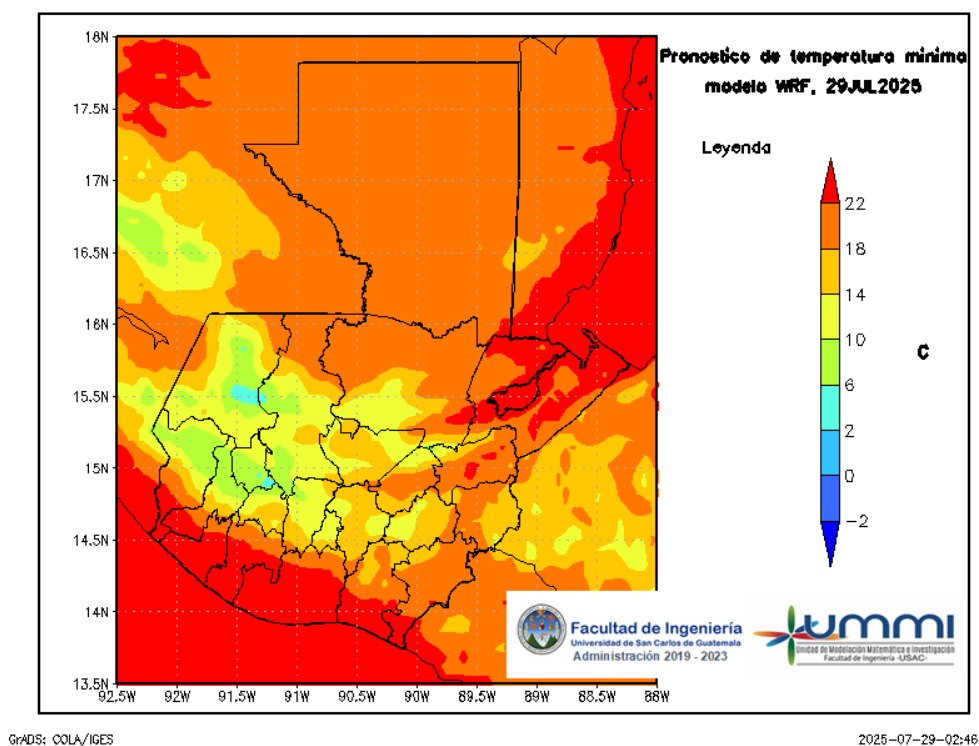 Pronostico de temperatura minima
modelo WRF, 29JUL2025
Leyenda
22
18
14
10
6
2
0
−2
C
18N
17.5N
17N
16.5N
16N
15.5N
15N
14.5N
14N
13.5N
92.5W
92W
91.5W
91W
90.5W
90W
89.5W
89W
88.5W
88W
Facultad de Ingeniería
Universidad de San Carlos de Guatemala
Administración 2019 - 2023
ummi
Unidad de Modelación Matemática e Investigación
Facultad de Ingeniería -USAC-
GrADS: COLA/IGES
2025-07-29-02:46